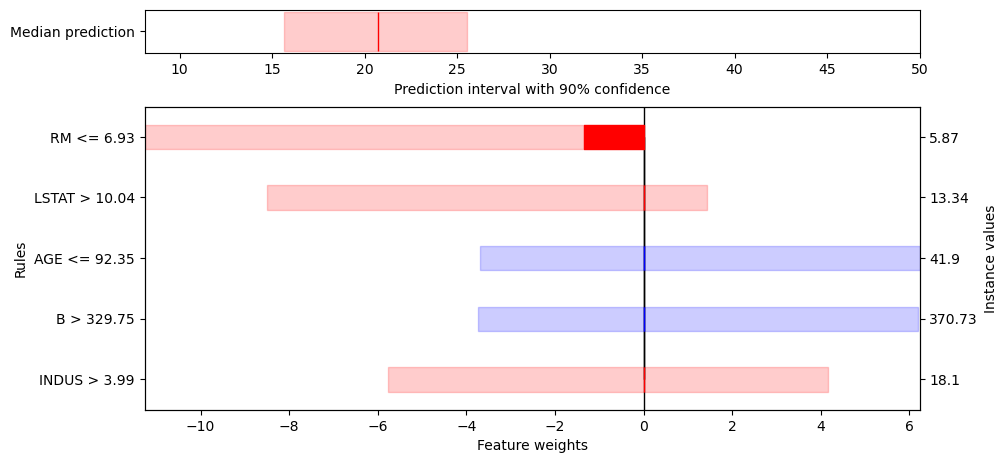 Median prediction
10 15 20 25 30 35 40 45 50
Prediction interval with 90% confidence
RM <= 6.93 5.87
LSTAT > 10.04 13.34
AGE <= 92.35 41.9
B > 329.75 370.73
INDUS > 3.99 18.1
Rules
Instance values
−10 −8 −6 −4 −2 0 2 4 6
Feature weights